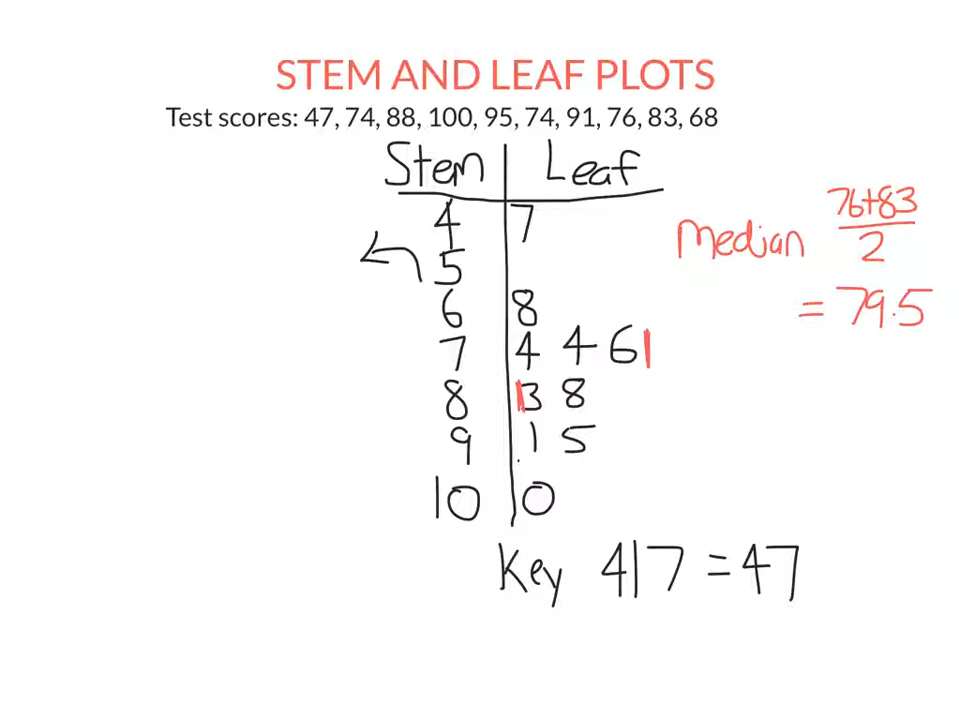 STEM AND LEAF PLOTS
Test scores: 47, 74, 88, 100, 95, 74, 91, 76, 83, 68
Stem | Leaf
4 | 7
5 |
6 | 8
7 | 4 4 6
8 | 3 8
9 | 1 5
10 | 0
Key 4|7 = 47
Median 76+83
2
= 79.5